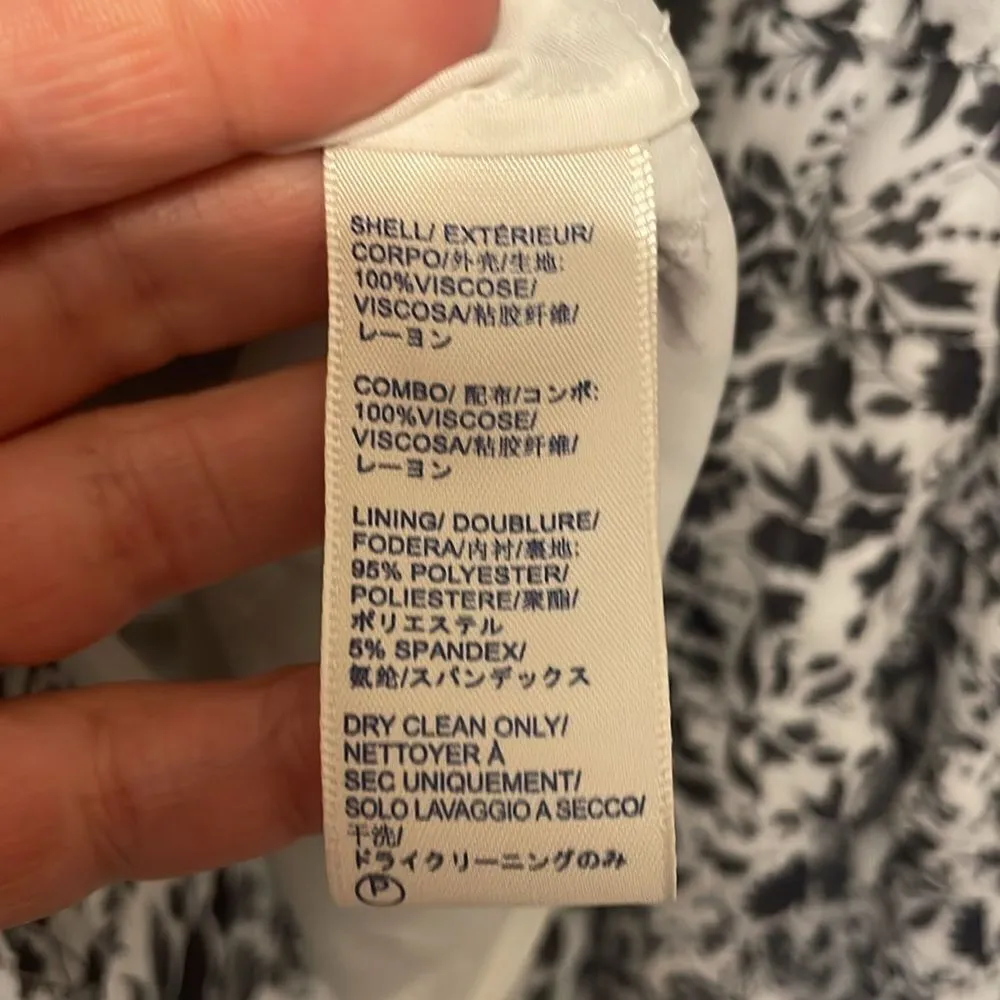 SHELL/ EXTÉRIEUR/
CORPO/外壳/生地:
100%VISCOSE/
VISCOSA/粘胶纤维/
レーヨン
COMBO/ 配布/コンボ:
100%VISCOSE/
VISCOSA/粘胶纤维/
レーヨン
LINING/ DOUBLURE/
FODERA/内衬/裏地:
95% POLYESTER/
POLIESTERE/聚酯/
ポリエステル
5% SPANDEX/
氨纶/スパンデックス
DRY CLEAN ONLY/
NETTOYER À
SEC UNIQUEMENT/
SOLO LAVAGGIO A SECCO/
干洗/
ドライクリーニングのみ
P